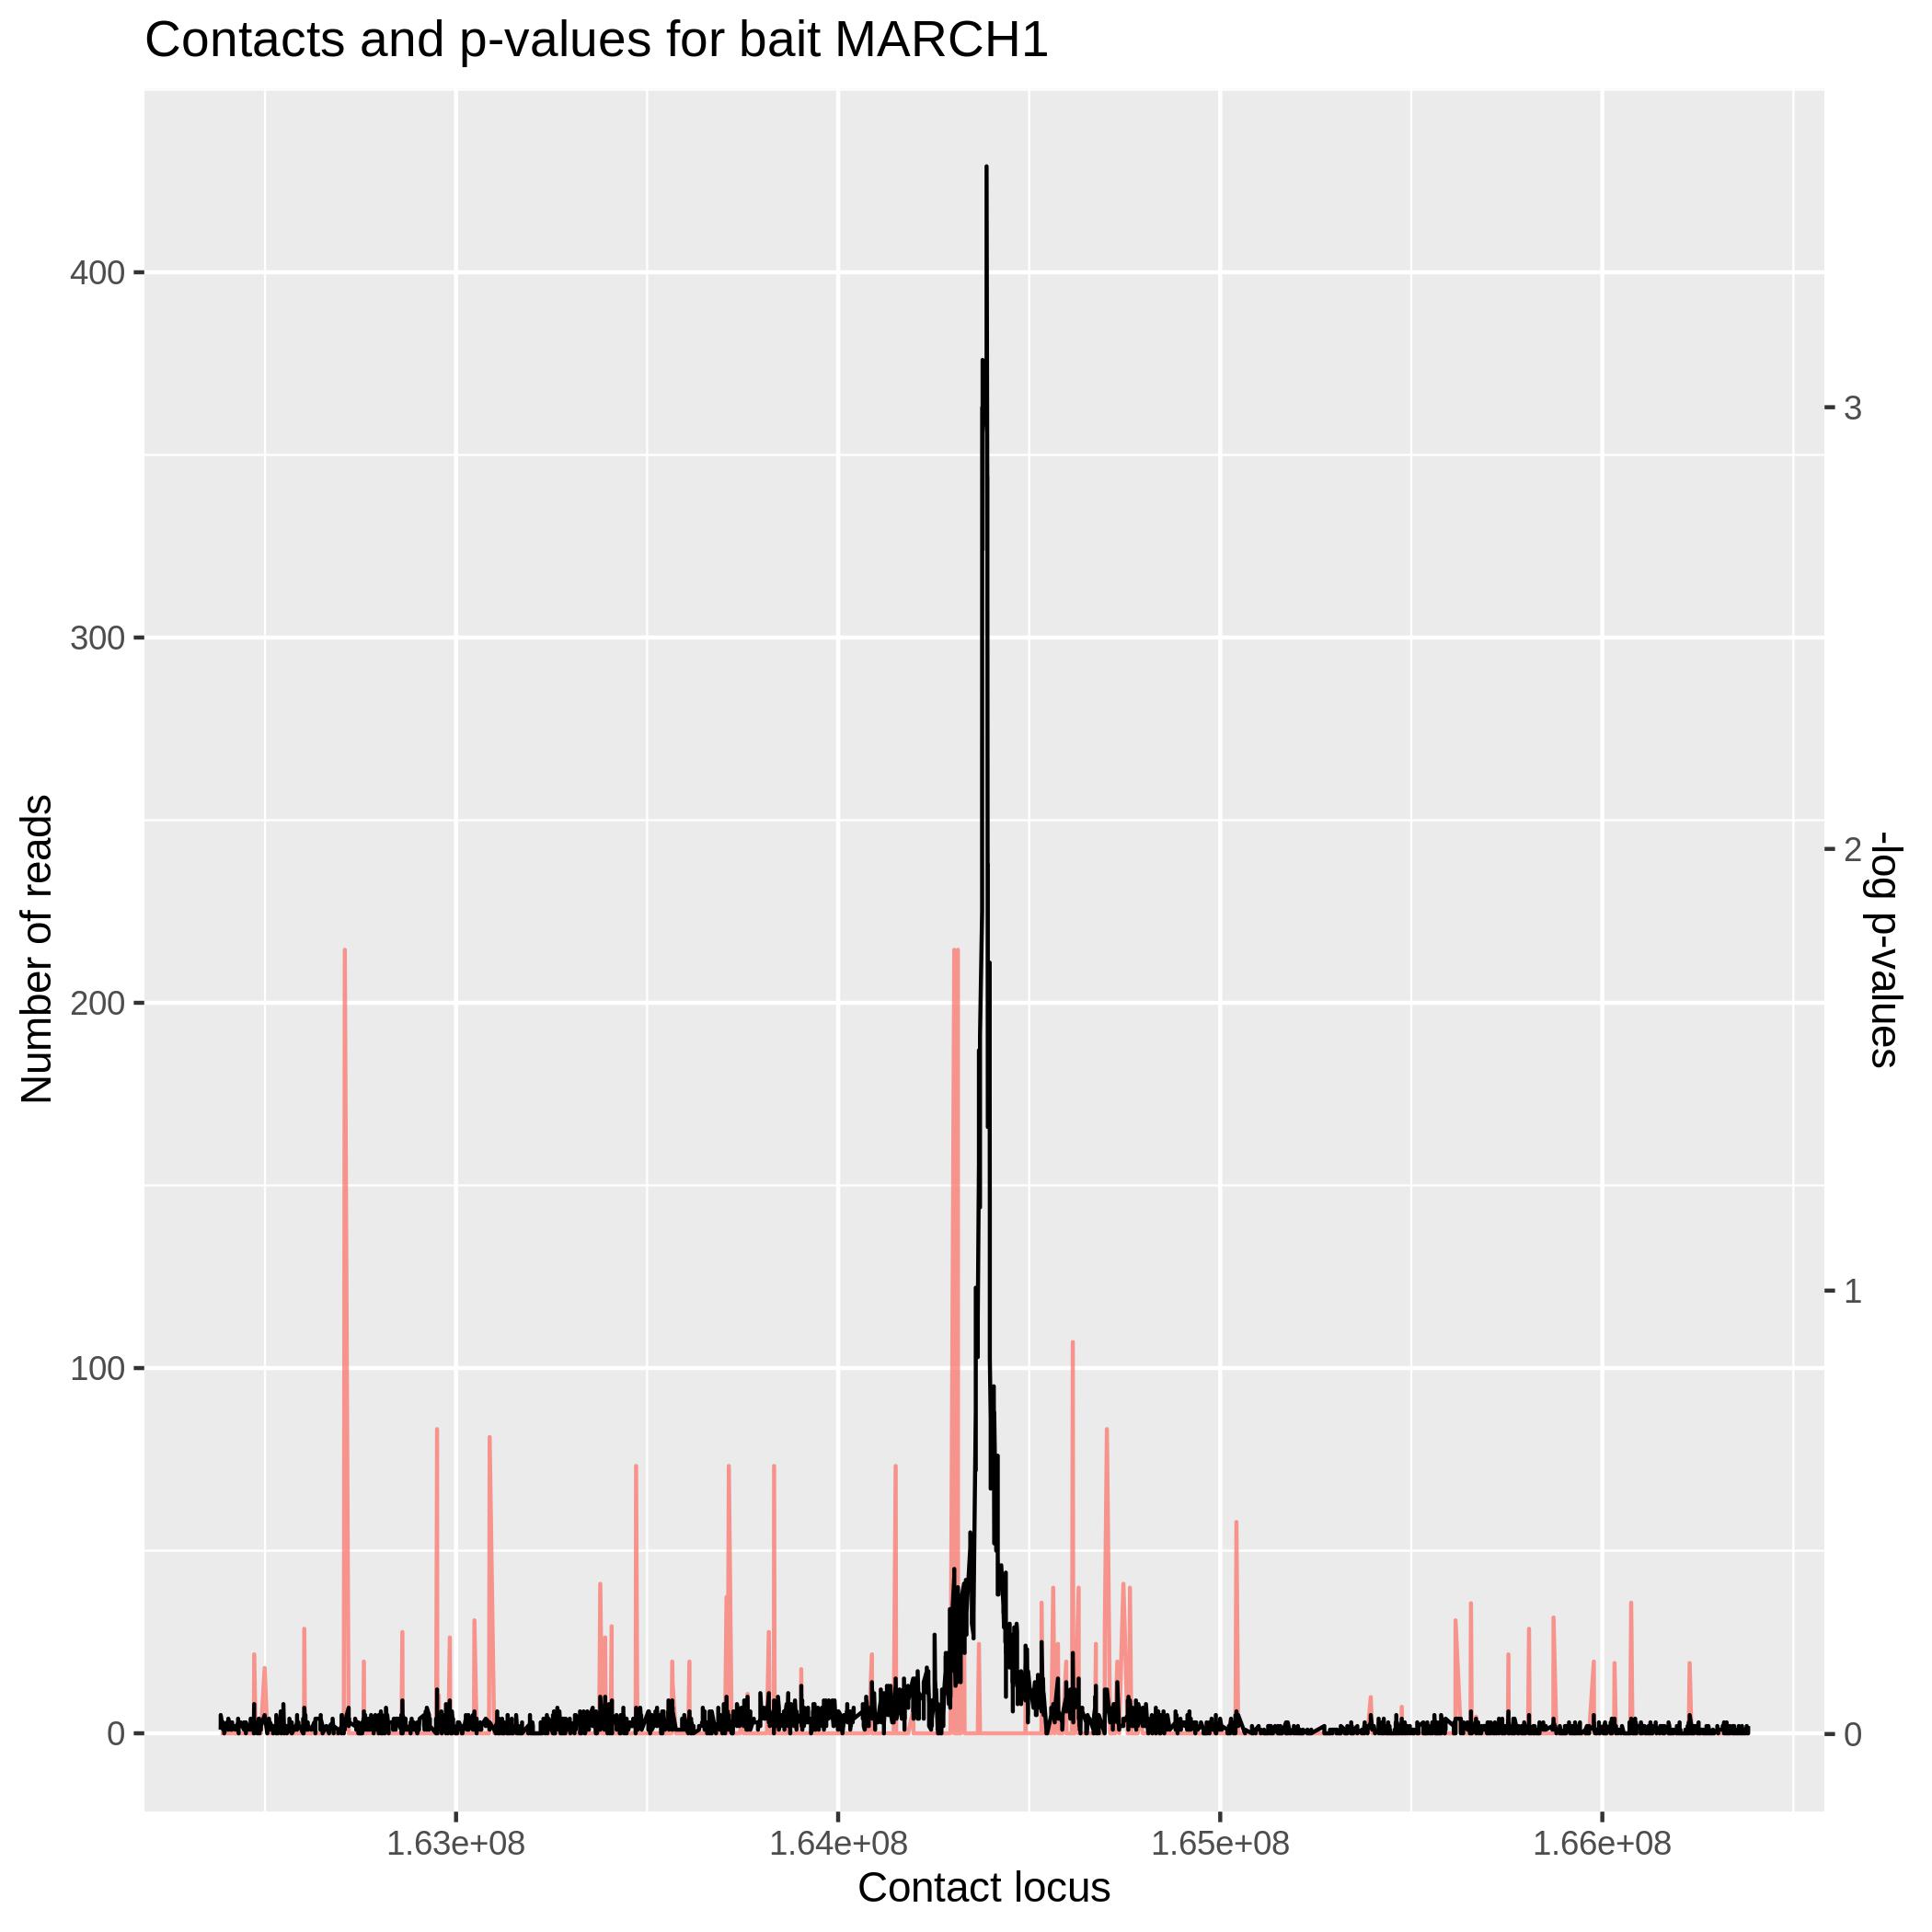 Contacts and p-values for bait MARCH1
400
300
200
100
0
Number of reads
3
2
1
0
-log p-values
1.63e+08
1.64e+08
1.65e+08
1.66e+08
Contact locus